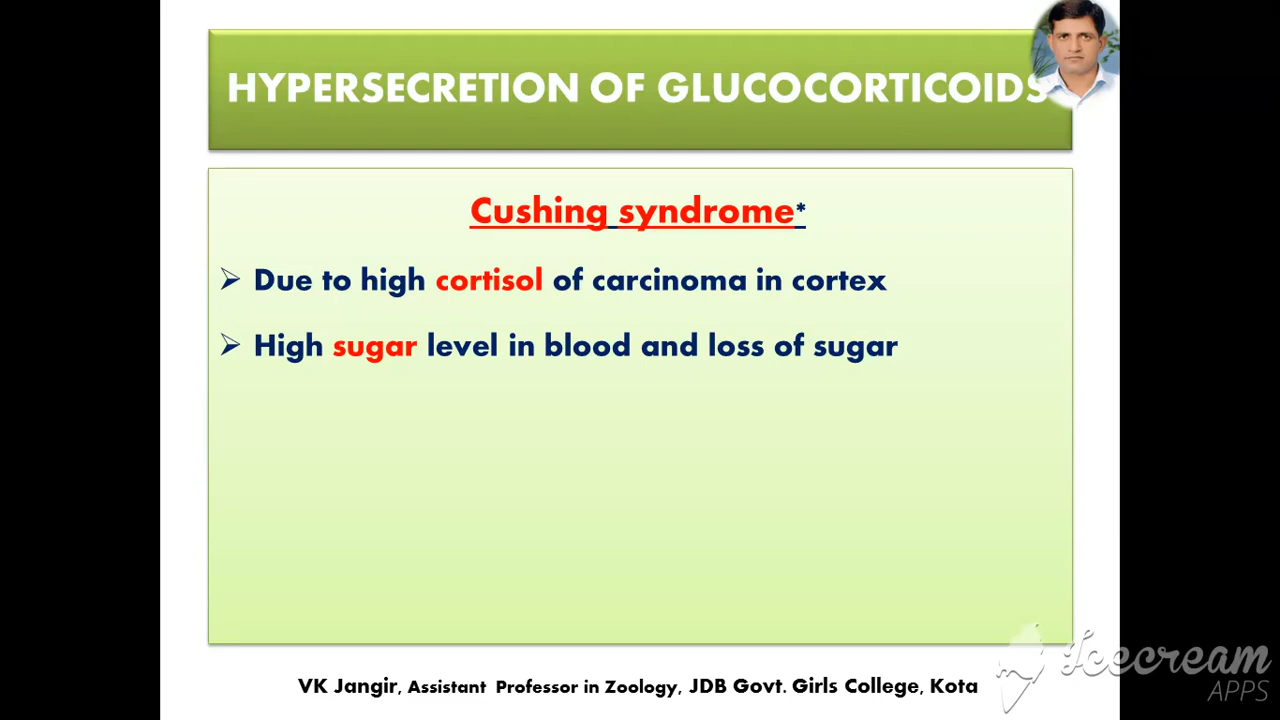 HYPERSECRETION OF GLUCOCORTICOIDS
Cushing syndrome*
➢ Due to high cortisol of carcinoma in cortex
➢ High sugar level in blood and loss of sugar
VK Jangir, Assistant Professor in Zoology, JDB Govt. Girls College, Kota
Icecream
APPS